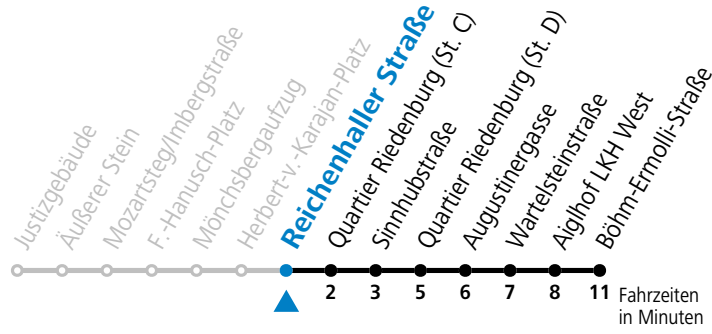 Justizgebäude
Äußerer Stein
Mozartsteg/Imbergstraße
F.-Hanusch-Platz
Mönchsbergaufzug
Herbert-v.-Karajan-Platz
Reichenhaller Straße
Quartier Riedenburg (St. C)
Sinnhubstraße
Quartier Riedenburg (St. D)
Augustinergasse
Wartelsteinstraße
Aiglhof LKH West
Böhm-Ermolli-Straße
2 3 5 6 7 8 11 Fahrzeiten
in Minuten